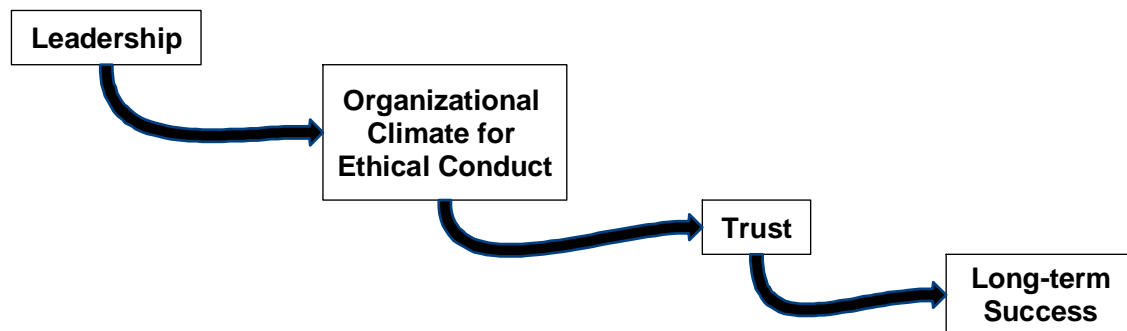 Leadership
Organizational
Climate for
Ethical Conduct
Trust
Long-term
Success